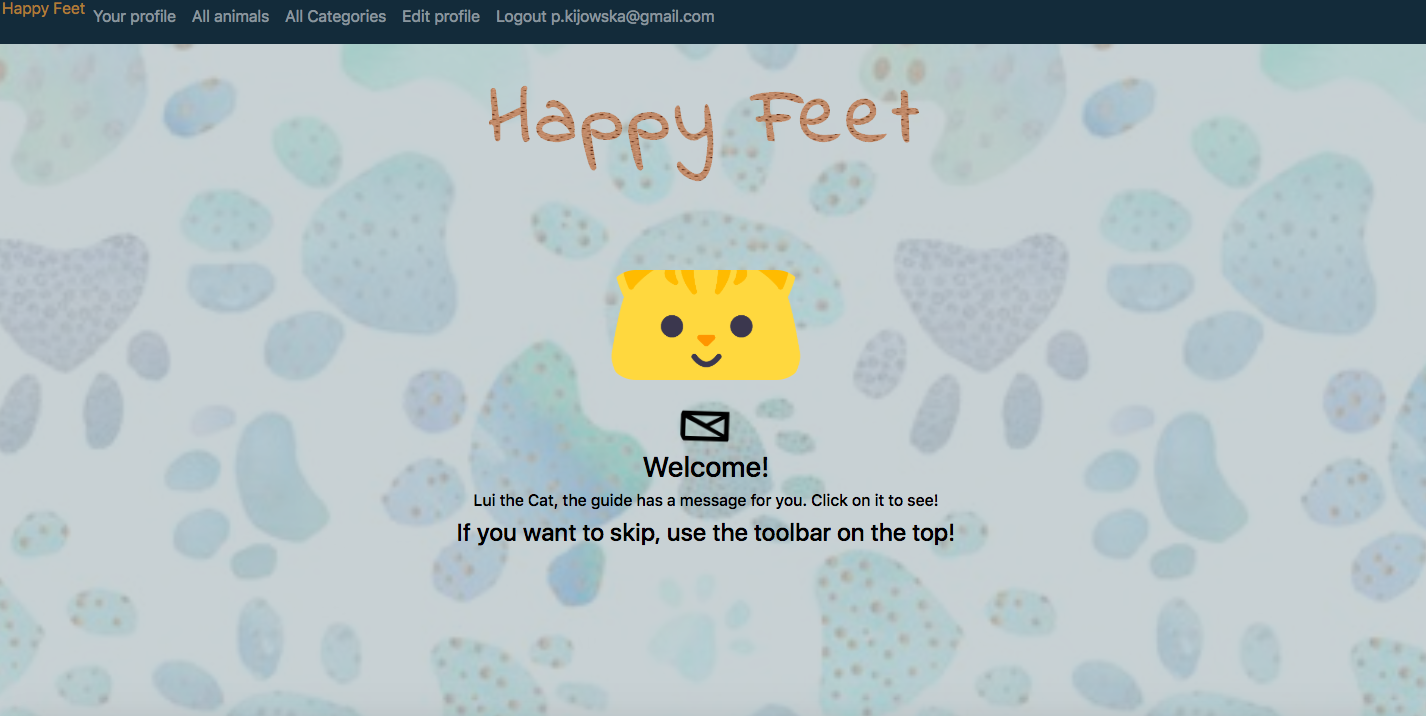 Happy Feet Your profile All animals All Categories Edit profile Logout p.kijowska@gmail.com
Happy Feet
Welcome!
Lui the Cat, the guide has a message for you. Click on it to see!
If you want to skip, use the toolbar on the top!